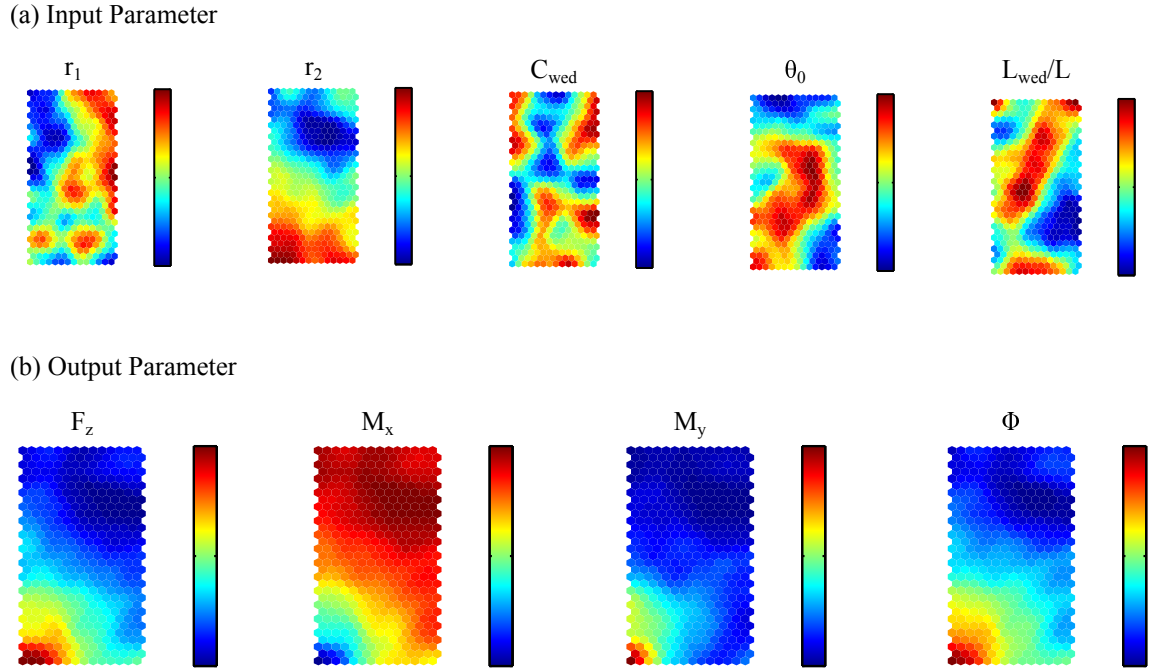 (a) Input Parameter
r₁ r₂ C_wed θ₀ L_wed/L
(b) Output Parameter
F_z M_x M_y Φ